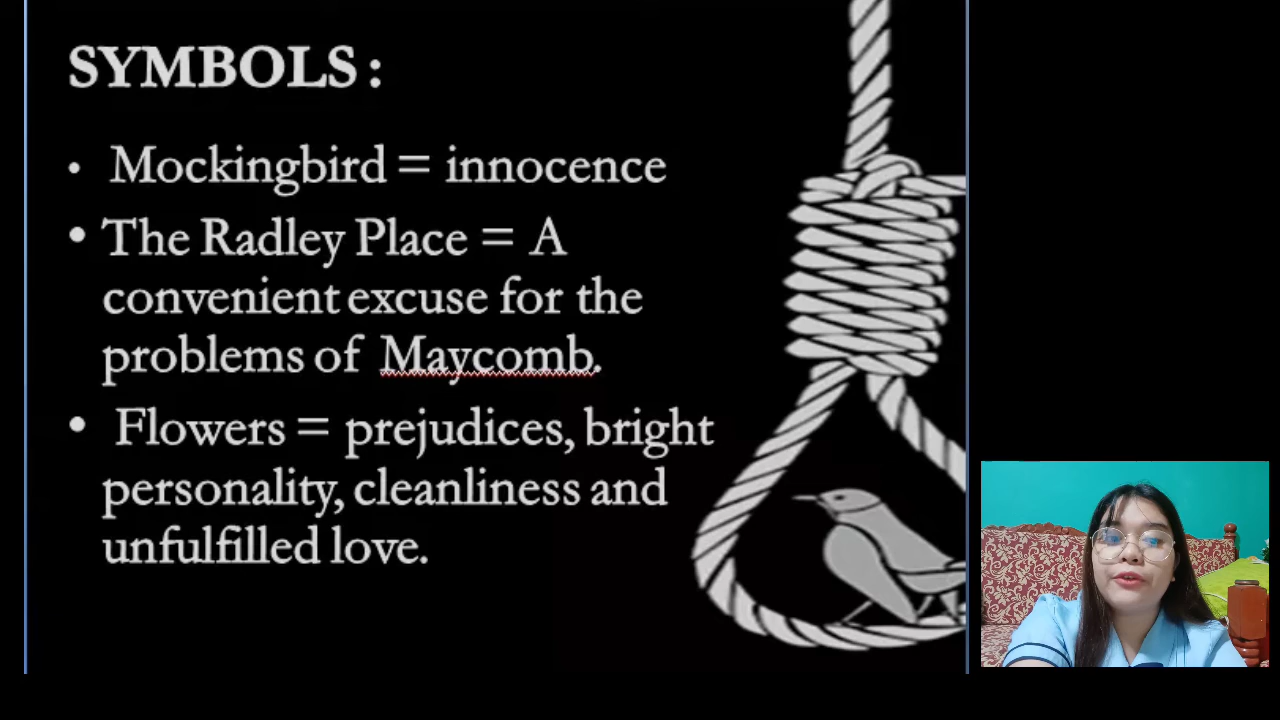 SYMBOLS :
• Mockingbird = innocence
• The Radley Place = A
convenient excuse for the
problems of Maycomb.
• Flowers = prejudices, bright
personality, cleanliness and
unfulfilled love.